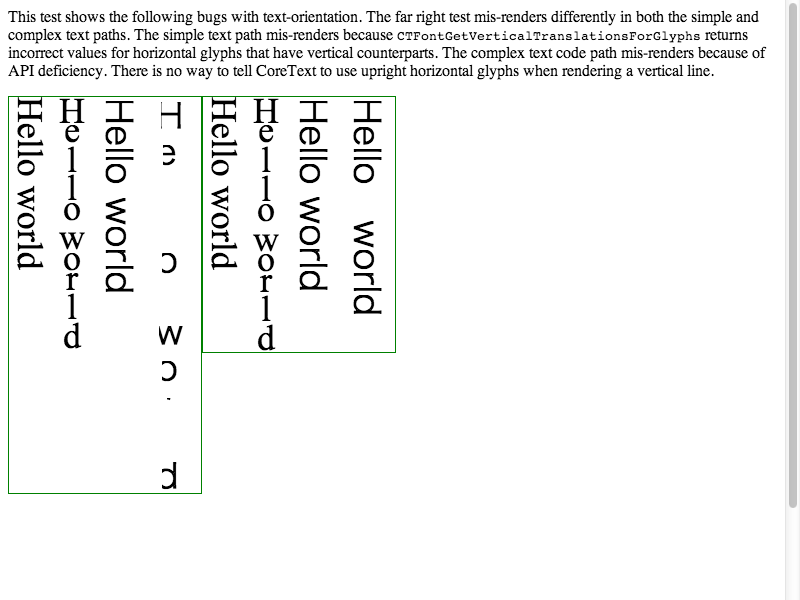 This test shows the following bugs with text-orientation. The far right test mis-renders differently in both the simple and
complex text paths. The simple text path mis-renders because CTFontGetVerticalTranslationsForGlyphs returns
incorrect values for horizontal glyphs that have vertical counterparts. The complex text code path mis-renders because of
API deficiency. There is no way to tell CoreText to use upright horizontal glyphs when rendering a vertical line.
Hello world
Hello world
Hello world
Hello world
Hello world
Hello world
Hello world